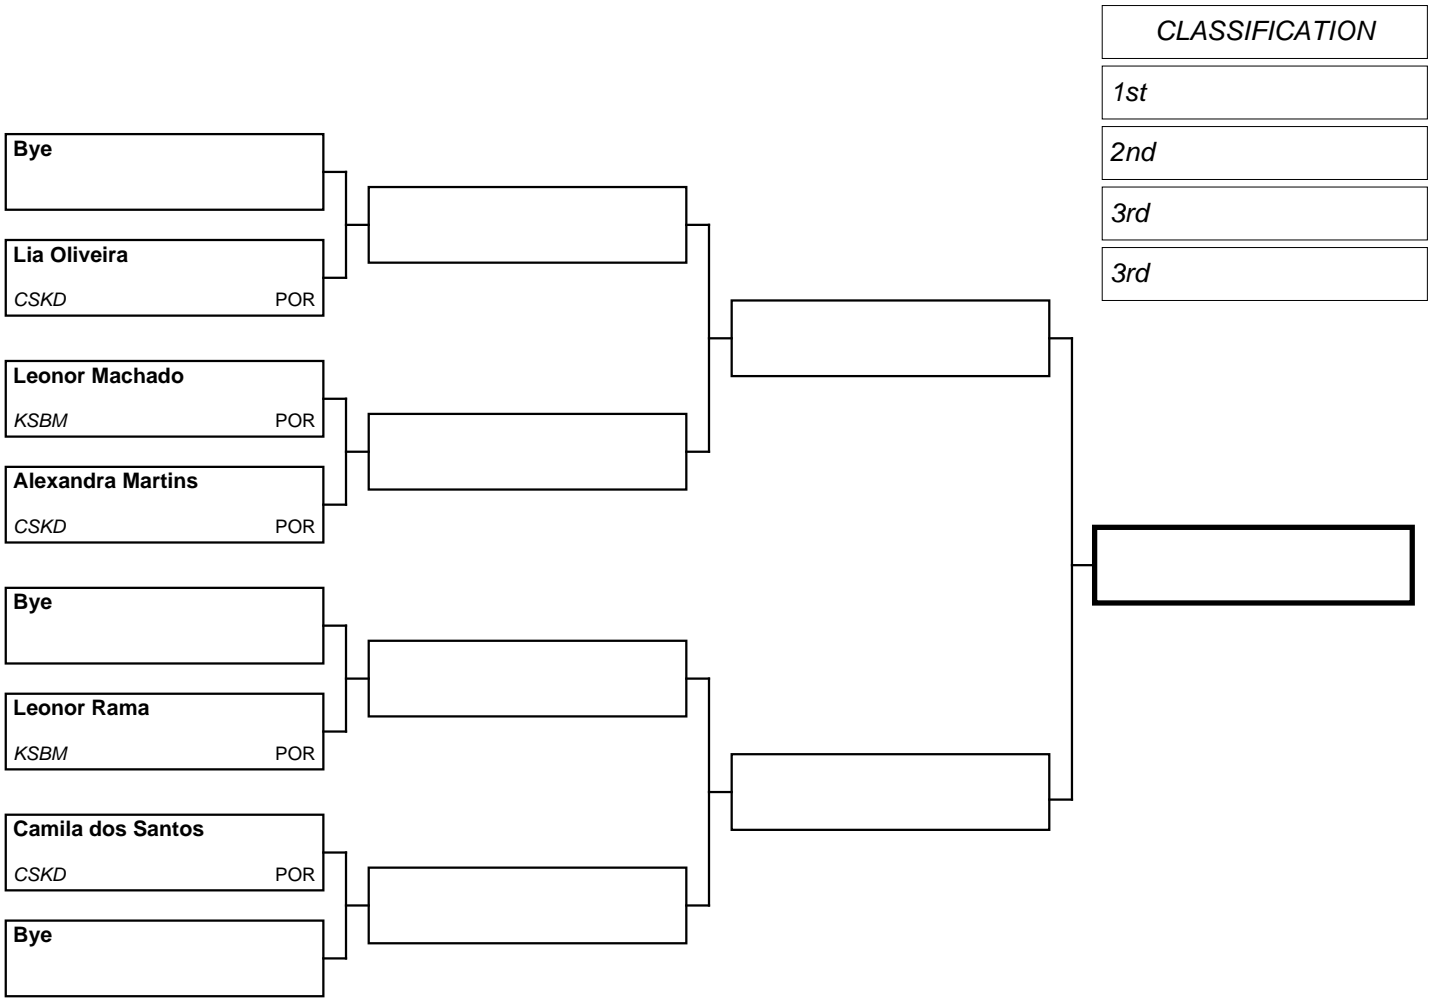 CLASSIFICATION
1st
2nd
3rd
3rd
Bye
Lia Oliveira
CSKD POR
Leonor Machado
KSBM POR
Alexandra Martins
CSKD POR
Bye
Leonor Rama
KSBM POR
Camila dos Santos
CSKD POR
Bye